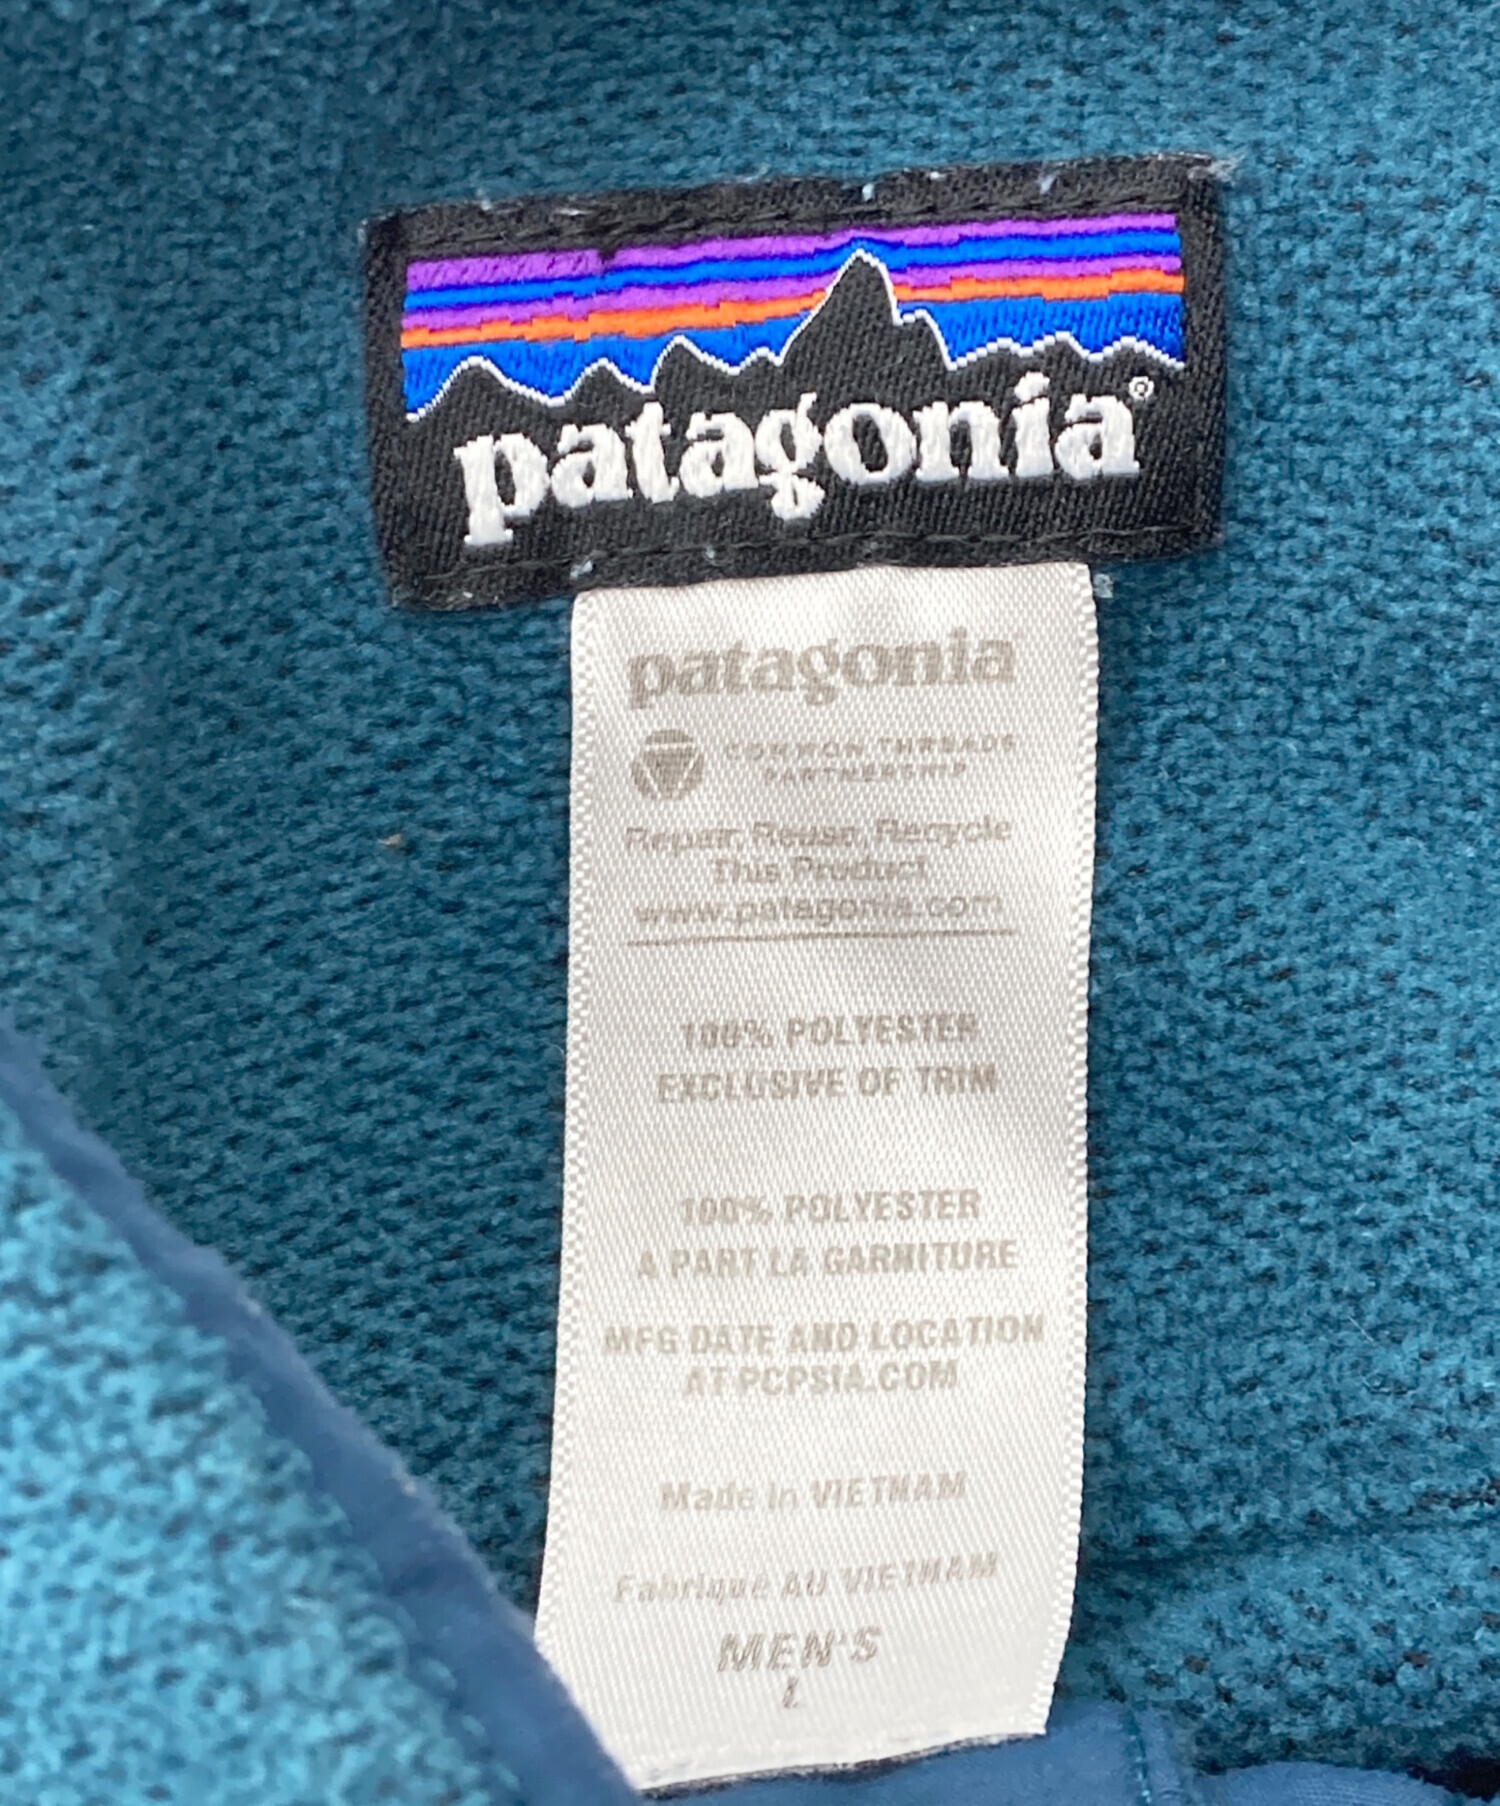 patagonia®
patagonia
COMMON THREADS
PARTNERSHIP
Repair, Reuse, Recycle
This Product
www.patagonia.com
100% POLYESTER
EXCLUSIVE OF TRIM
100% POLYESTER
A PART LA GARNITURE
MFG DATE AND LOCATION
AT PCPSIA.COM
Made in VIETNAM
Fabriqué AU VIETNAM
MEN'S
L